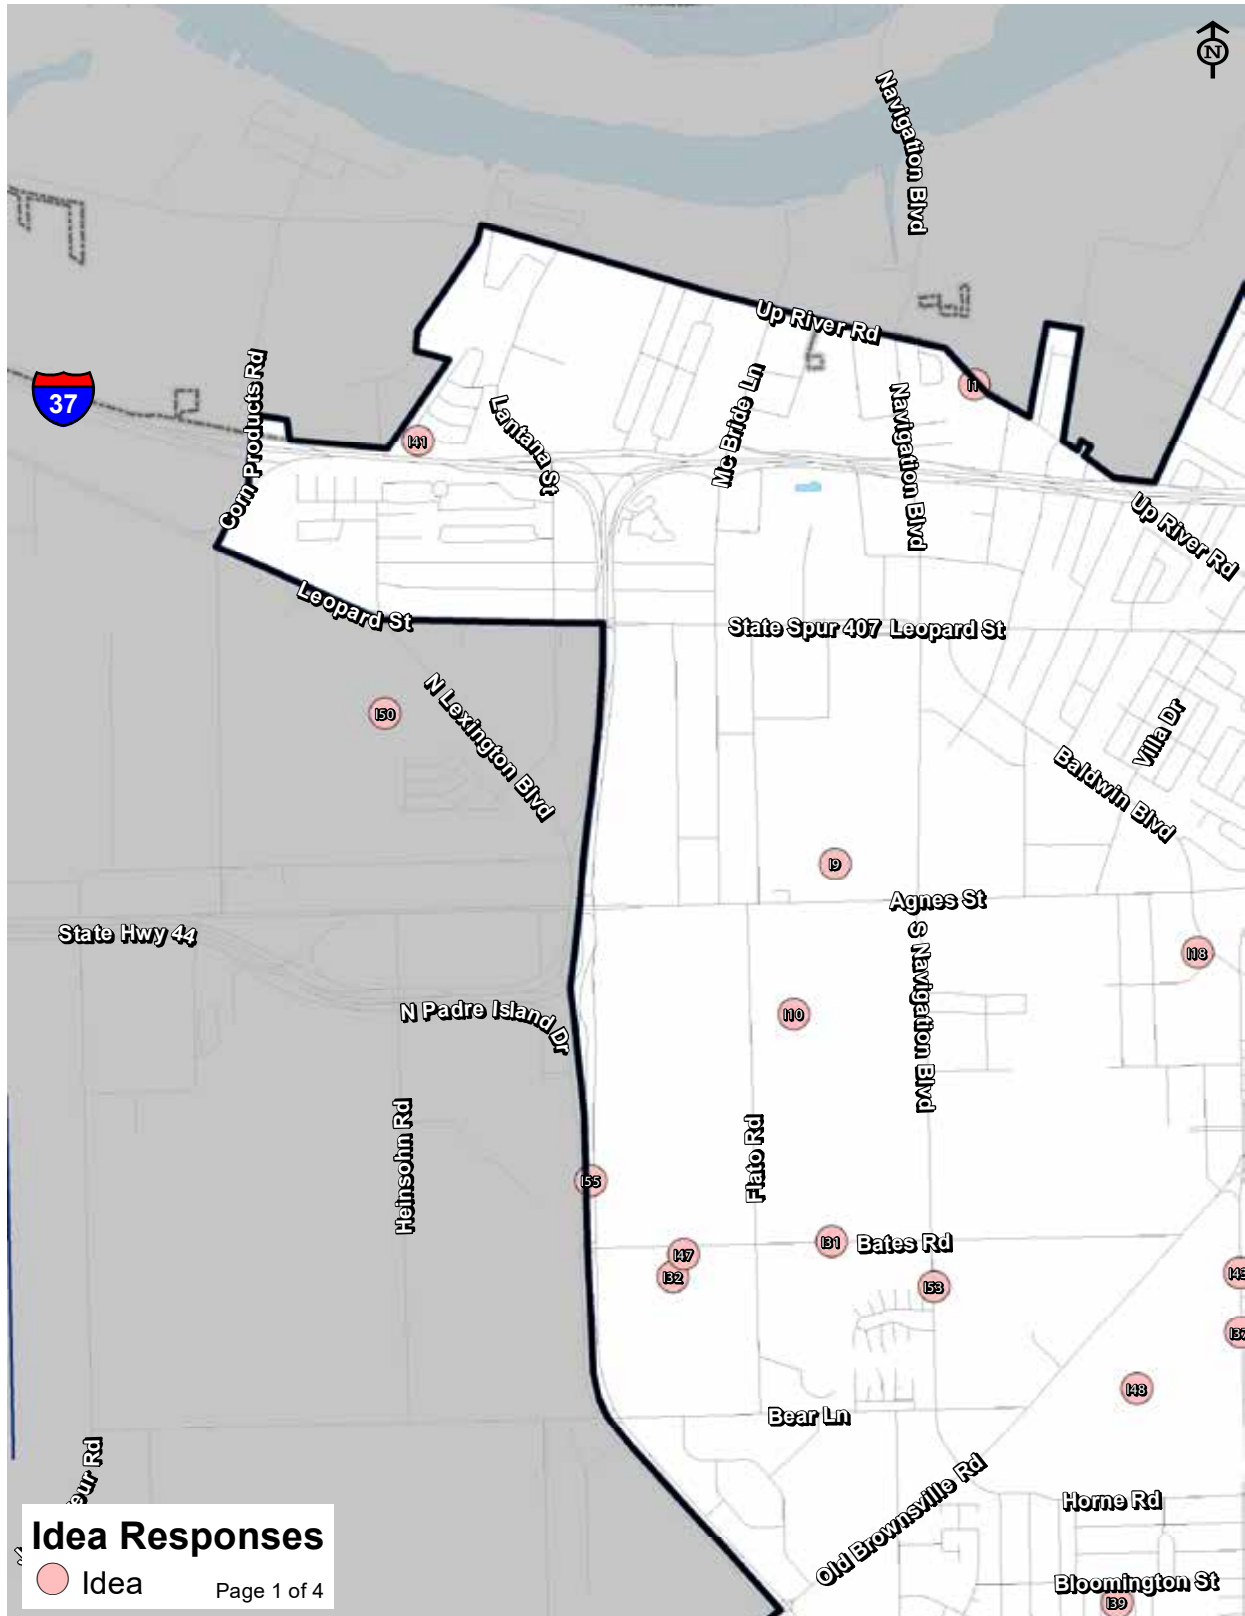 N
Navigation Blvd
Up River Rd
I1
37
Corn Products Rd
I41
Lantana St
Mc Bride Ln
Navigation Blvd
Up River Rd
Leopard St
State Spur 407 Leopard St
I50
N Lexington Blvd
Villa Dr
Baldwin Blvd
I9
Agnes St
State Hwy 44
S Navigation Blvd
I18
N Padre Island Dr
I10
Heinsohn Rd
Flato Rd
I55
I31
Bates Rd
I47
I32
I53
I48
Bear Ln
Old Brownsville Rd
Horne Rd
eur Rd
Bloomington St
I39
Idea Responses
Idea
Page 1 of 4